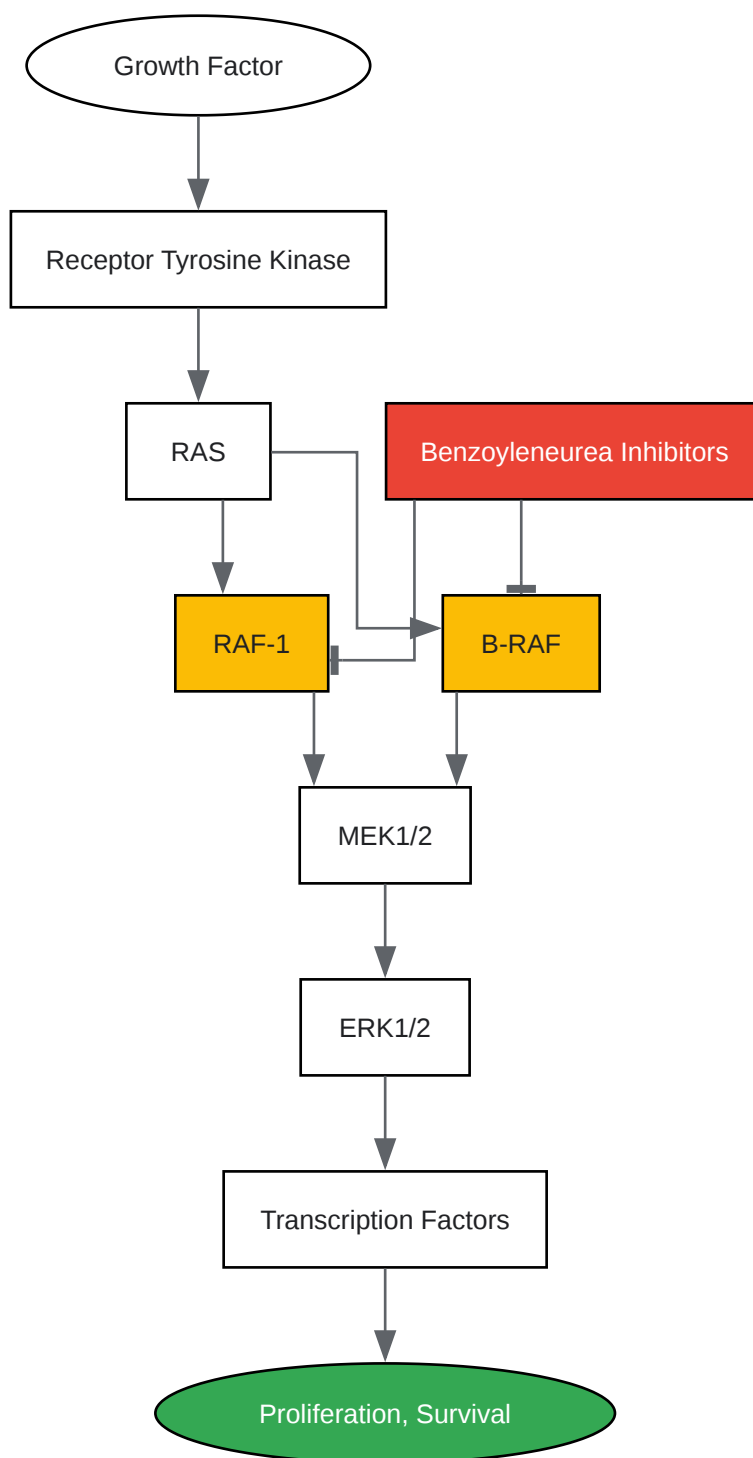 Growth Factor
Receptor Tyrosine Kinase
RAS
Benzoyleneurea Inhibitors
RAF-1
B-RAF
MEK1/2
ERK1/2
Transcription Factors
Proliferation, Survival